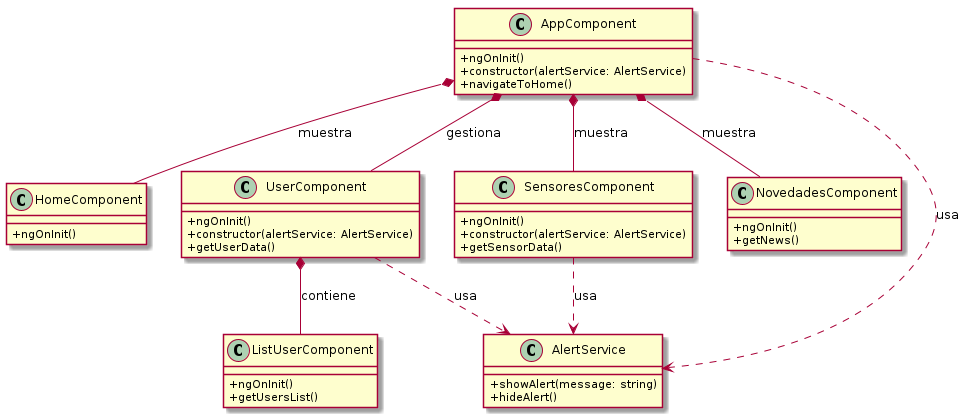 C AppComponent
+ngOnInit()
+constructor(alertService: AlertService)
+navigateToHome()
muestra
gestiona
muestra
muestra
usa
C HomeComponent
+ngOnInit()
C UserComponent
+ngOnInit()
+constructor(alertService: AlertService)
+getUserData()
C SensoresComponent
+ngOnInit()
+constructor(alertService: AlertService)
+getSensorData()
C NovedadesComponent
+ngOnInit()
+getNews()
contiene
usa
usa
C ListUserComponent
+ngOnInit()
+getUsersList()
C AlertService
+showAlert(message: string)
+hideAlert()